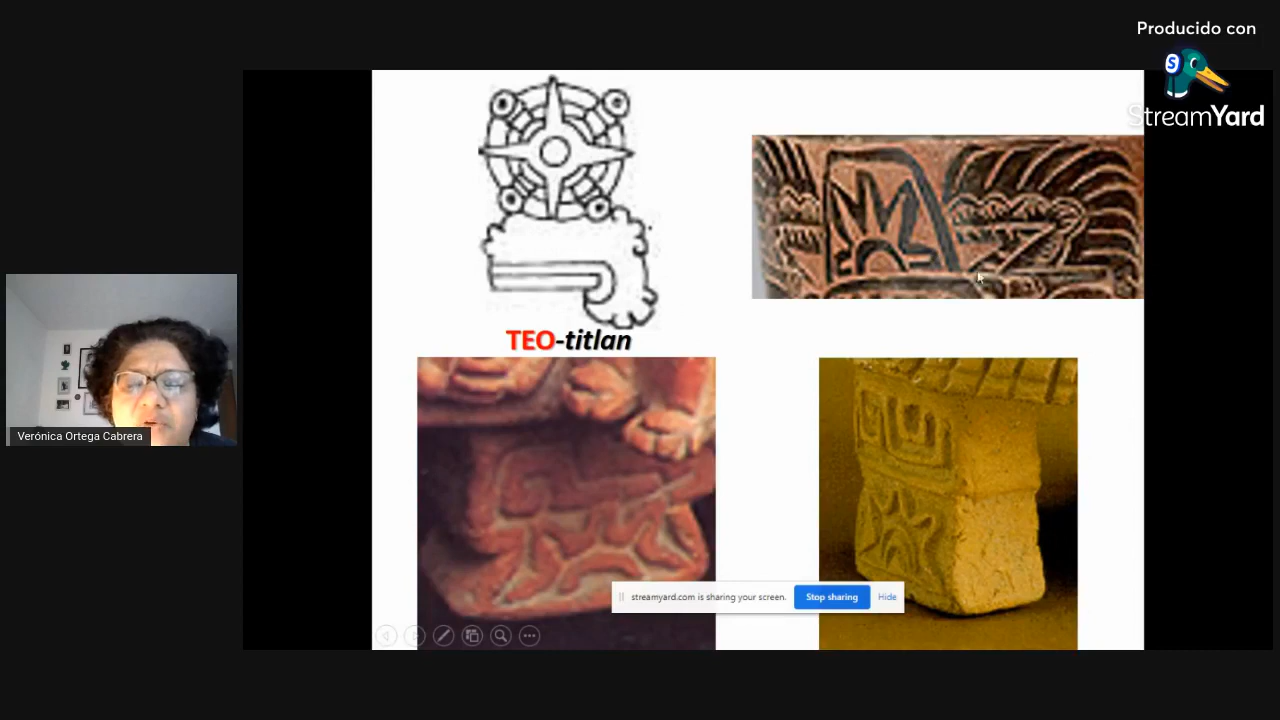 Producido con
StreamYard
TEO-titlan
Verónica Ortega Cabrera
streamyard.com is sharing your screen.
Stop sharing
Hide